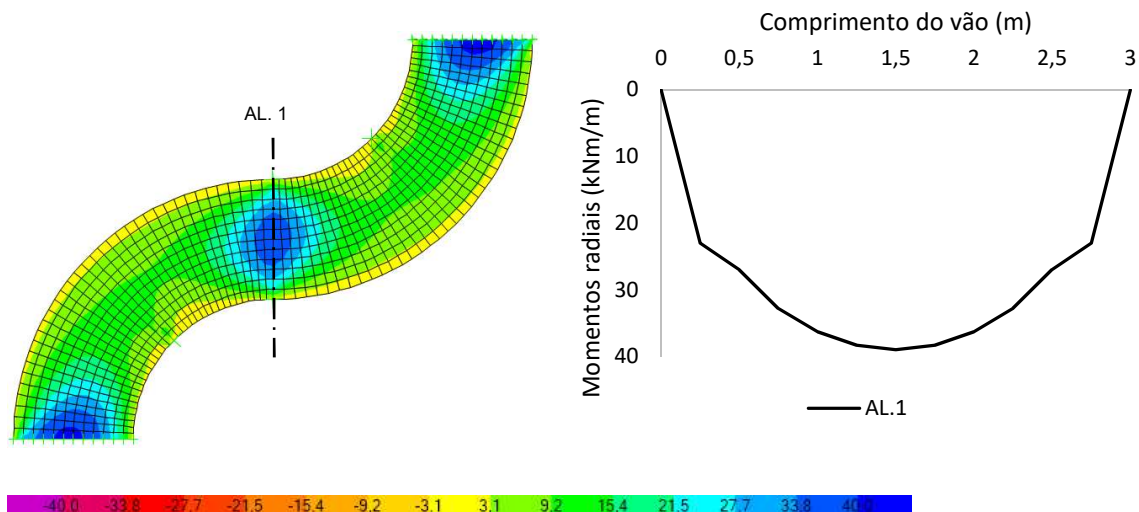 AL. 1
Comprimento do vão (m)
0 0,5 1 1,5 2 2,5 3
Momentos radiais (kNm/m)
0
10
20
30
40
AL.1
-40.0 -33.8 -27.7 -21.5 -15.4 -9.2 -3.1 3.1 9.2 15.4 21.5 27.7 33.8 40.0